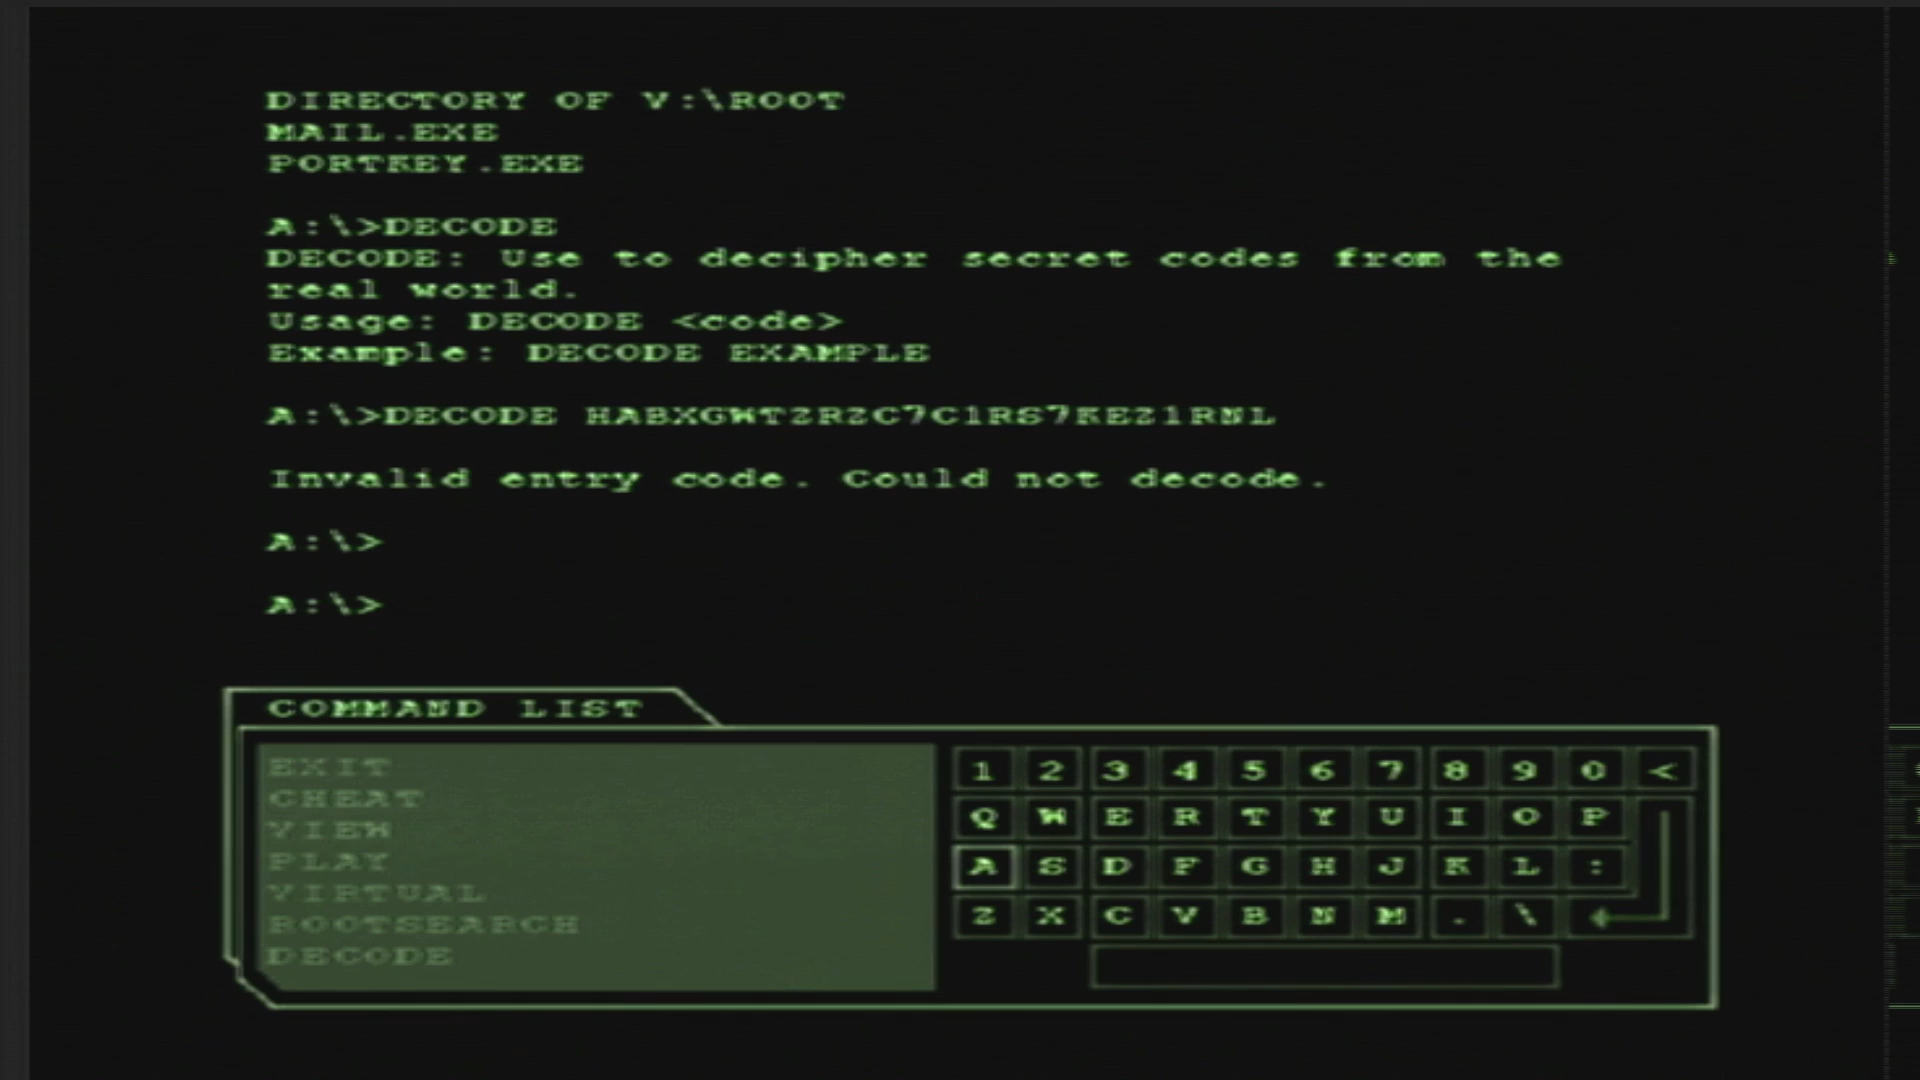 DIRECTORY OF V:\ROOT
MAIL.EXE
PORTKEY.EXE
A:\>DECODE
DECODE: Use to decipher secret codes from the
real world.
Usage: DECODE <code>
Example: DECODE EXAMPLE
A:\>DECODE HABXGWTZRZC7C1RS7KEZ1RNL
Invalid entry code. Could not decode.
A:\>
A:\>
COMMAND LIST
EXIT
CHEAT
VIEW
PLAY
VIRTUAL
ROOTSEARCH
DECODE
1 2 3 4 5 6 7 8 9 0 <
Q W E R T Y U I O P
A S D F G H J K L :
Z X C V B N M . \